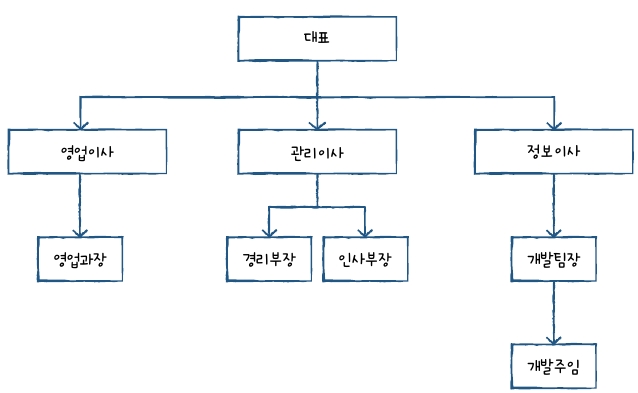 대표
영업이사
관리이사
정보이사
영업과장
경리부장
인사부장
개발팀장
개발주임